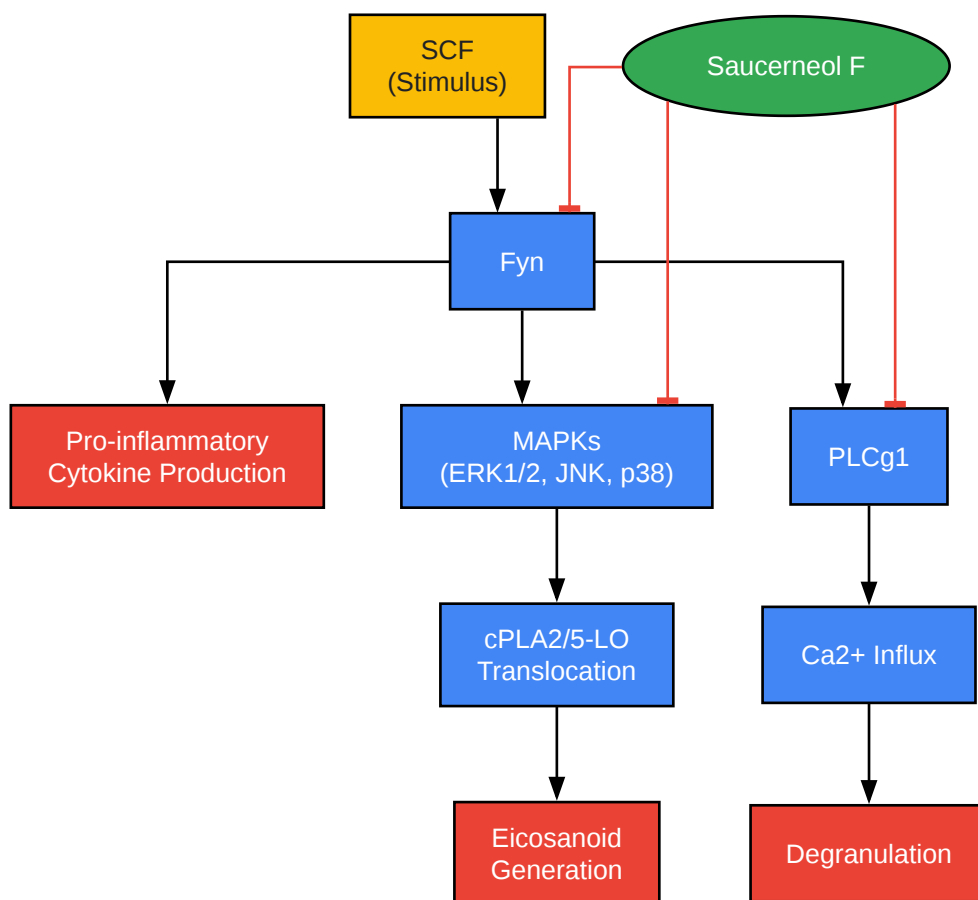 SCF
(Stimulus)
Saucerneol F
Fyn
Pro-inflammatory
Cytokine Production
MAPKs
(ERK1/2, JNK, p38)
PLCg1
cPLA2/5-LO
Translocation
Ca2+ Influx
Eicosanoid
Generation
Degranulation